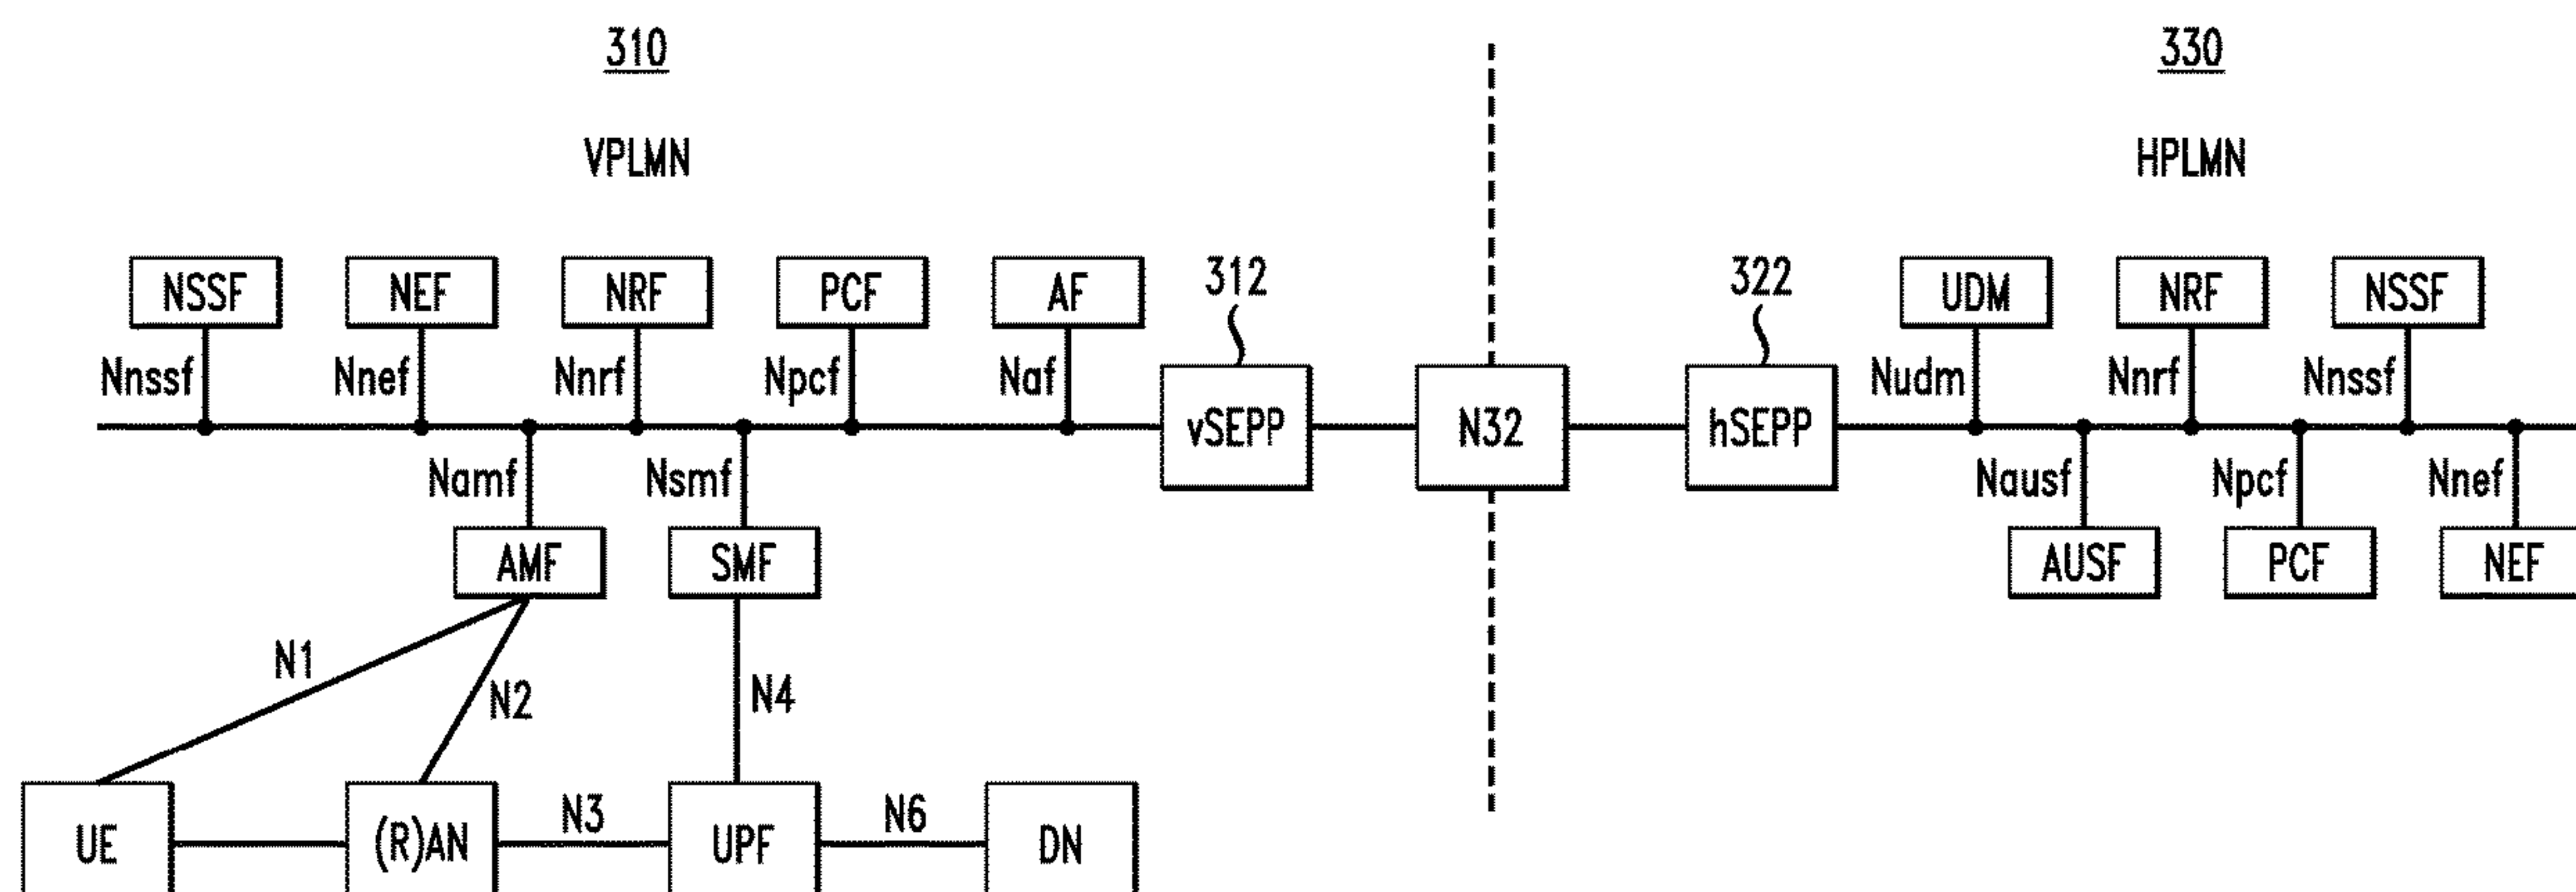 310
330
VPLMN
HPLMN
NSSF
NEF
NRF
PCF
AF
312
322
UDM
NRF
NSSF
Nnssf
Nnef
Nnrf
Npcf
Naf
vSEPP
N32
hSEPP
Nudm
Nnrf
Nnssf
Namf
Nsmf
Nausf
Npcf
Nnef
AMF
SMF
AUSF
PCF
NEF
N1
N2
N4
UE
(R)AN
N3
UPF
N6
DN